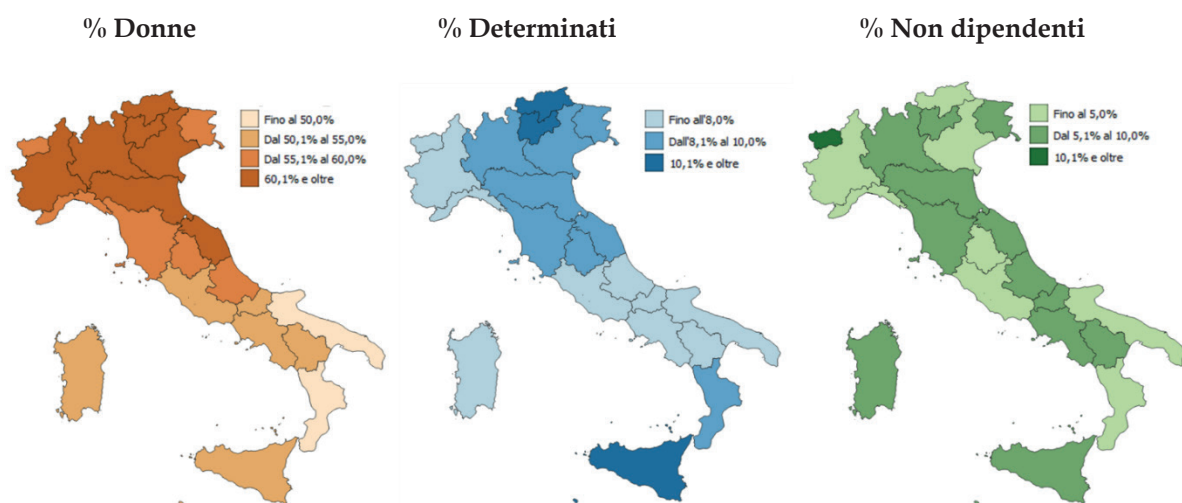 % Donne
% Determinati
% Non dipendenti
Fino al 50,0%
Dal 50,1% al 55,0%
Dal 55,1% al 60,0%
60,1% e oltre
Fino all'8,0%
Dall'8,1% al 10,0%
10,1% e oltre
Fino al 5,0%
Dal 5,1% al 10,0%
10,1% e oltre